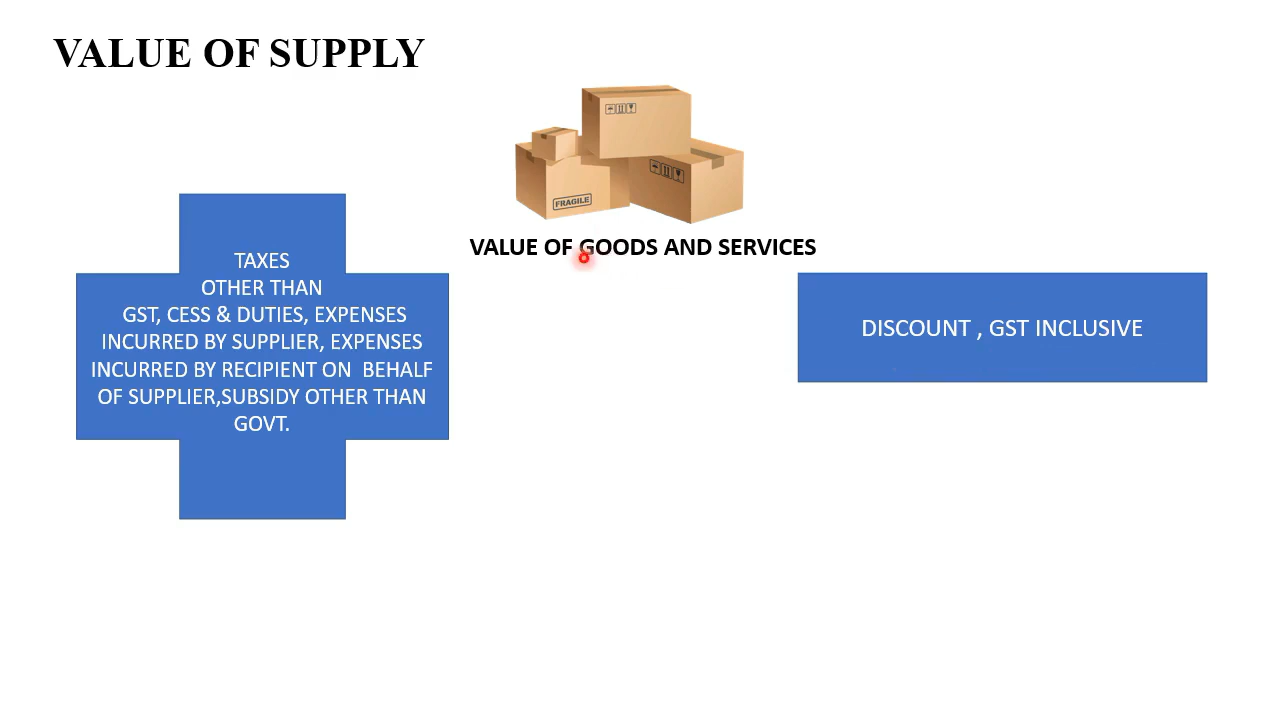 VALUE OF SUPPLY
FRAGILE
VALUE OF GOODS AND SERVICES
TAXES
OTHER THAN
GST, CESS & DUTIES, EXPENSES
INCURRED BY SUPPLIER, EXPENSES
INCURRED BY RECIPIENT ON  BEHALF
OF SUPPLIER,SUBSIDY OTHER THAN
GOVT.
DISCOUNT , GST INCLUSIVE